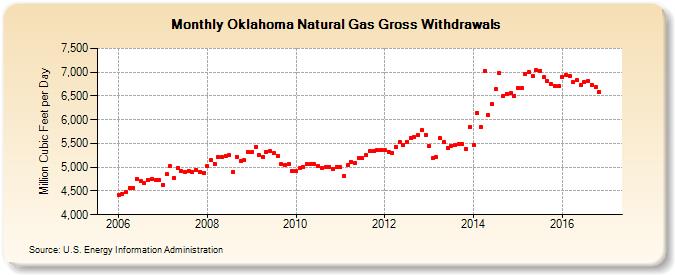 Monthly Oklahoma Natural Gas Gross Withdrawals
Million Cubic Feet per Day
7,500
7,000
6,500
6,000
5,500
5,000
4,500
4,000
2006 2008 2010 2012 2014 2016
Source: U.S. Energy Information Administration